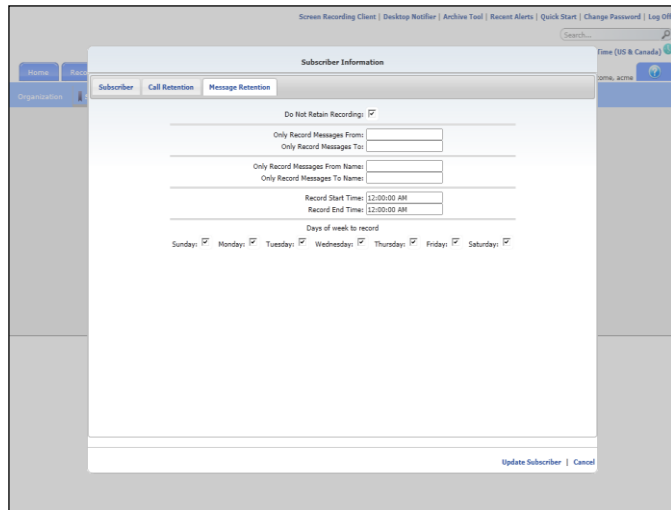 Screen Recording Client | Desktop Notifier | Archive Tool | Recent Alerts | Quick Start | Change Password | Log Off
Search...
Time (US & Canada)
Subscriber Information
Home
Reco
ome, acme
Organization
S
Subscriber
Call Retention
Message Retention
Do Not Retain Recording:
Only Record Messages From:
Only Record Messages To:
Only Record Messages From Name:
Only Record Messages To Name:
Record Start Time: 12:00:00 AM
Record End Time: 12:00:00 AM
Days of week to record
Sunday: Monday: Tuesday: Wednesday: Thursday: Friday: Saturday:
Update Subscriber | Cancel